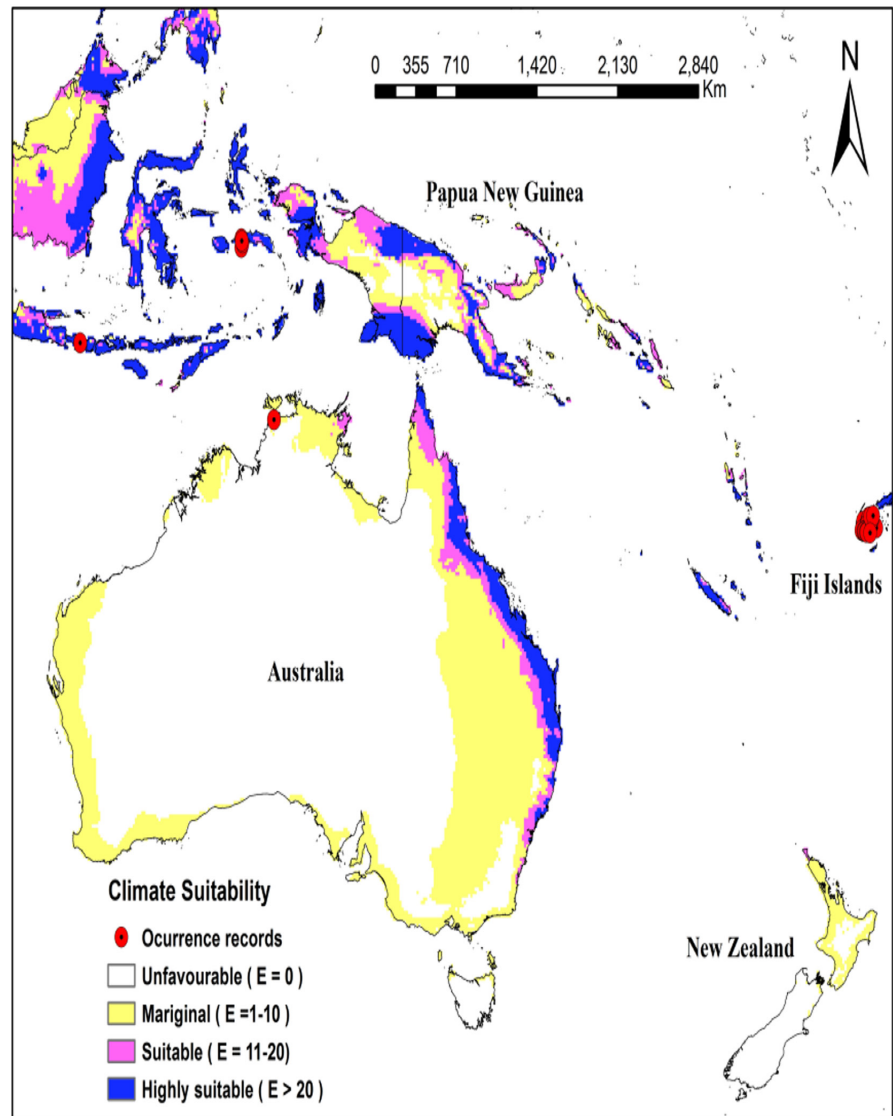 0 355 710 1,420 2,130 2,840
Km
N
Papua New Guinea
Fiji Islands
Australia
New Zealand
Climate Suitability
Ocurrence records
Unfavourable ( E = 0 )
Mariginal ( E =1-10 )
Suitable ( E = 11-20)
Highly suitable ( E > 20 )